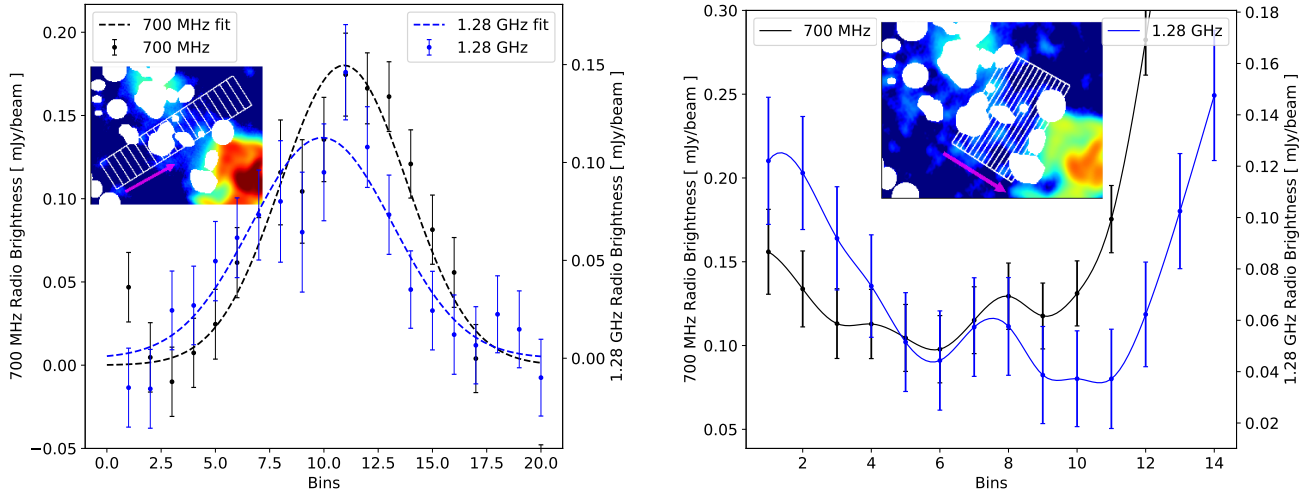 700 MHz fit
700 MHz
1.28 GHz fit
1.28 GHz
0.20
0.15
0.10
0.05
0.00
−0.05
700 MHz Radio Brightness [ mJy/beam ]
0.0 2.5 5.0 7.5 10.0 12.5 15.0 17.5 20.0
Bins
0.15
0.10
0.05
0.00
1.28 GHz Radio Brightness [ mJy/beam ]
700 MHz
1.28 GHz
0.30
0.25
0.20
0.15
0.10
0.05
700 MHz Radio Brightness [ mJy/beam ]
2 4 6 8 10 12 14
Bins
0.18
0.16
0.14
0.12
0.10
0.08
0.06
0.04
0.02
1.28 GHz Radio Brightness [ mJy/beam ]